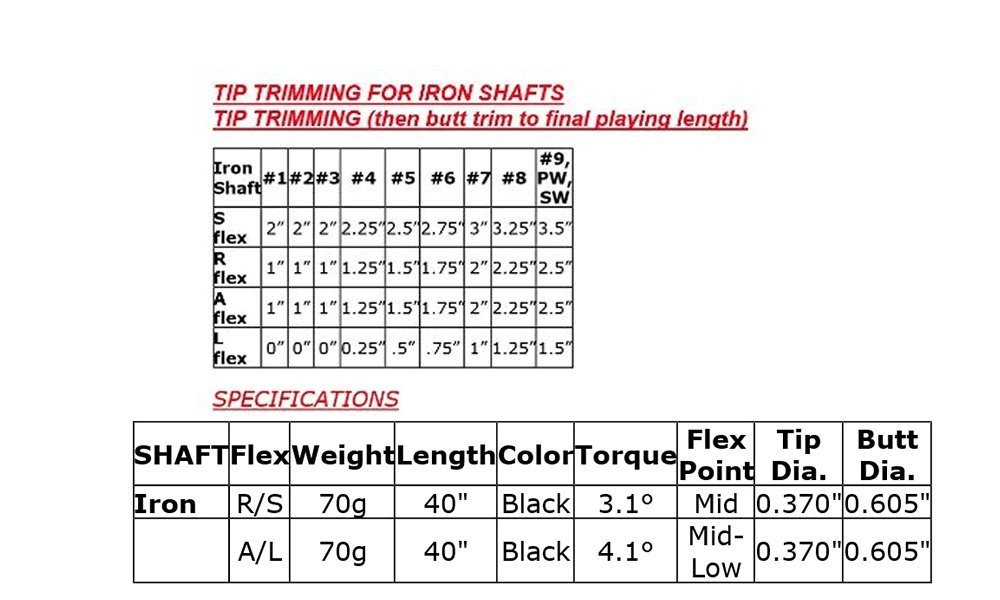 TIP TRIMMING FOR IRON SHAFTS
TIP TRIMMING (then butt trim to final playing length)
Iron Shaft #1 #2 #3 #4 #5 #6 #7 #8 #9, PW, SW
S flex 2″ 2″ 2″ 2.25″ 2.5″ 2.75″ 3″ 3.25″ 3.5″
R flex 1″ 1″ 1″ 1.25″ 1.5″ 1.75″ 2″ 2.25″ 2.5″
A flex 1″ 1″ 1″ 1.25″ 1.5″ 1.75″ 2″ 2.25″ 2.5″
L flex 0″ 0″ 0″ 0.25″ .5″ .75″ 1″ 1.25″ 1.5″
SPECIFICATIONS
SHAFT Flex Weight Length Color Torque Flex Point Tip Dia. Butt Dia.
Iron R/S 70g 40" Black 3.1º Mid 0.370" 0.605"
A/L 70g 40" Black 4.1º Mid-Low 0.370" 0.605"